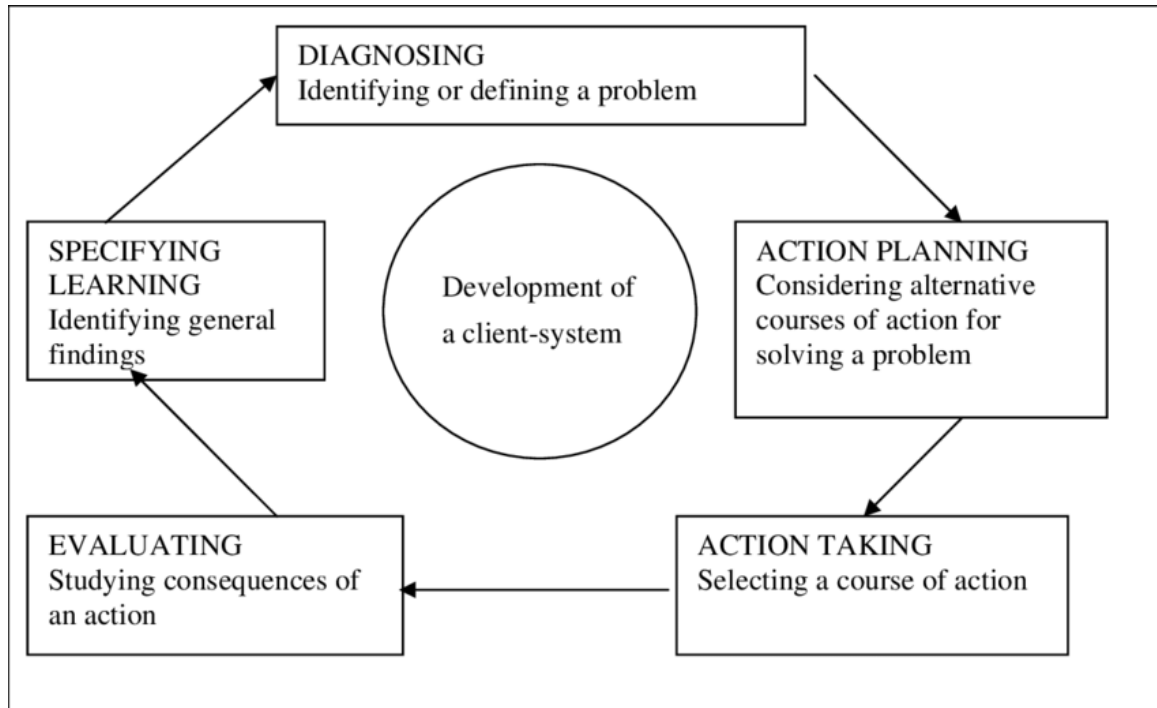 DIAGNOSING
Identifying or defining a problem
SPECIFYING
LEARNING
Identifying general
findings
Development of
a client-system
ACTION PLANNING
Considering alternative
courses of action for
solving a problem
EVALUATING
Studying consequences of
an action
ACTION TAKING
Selecting a course of action